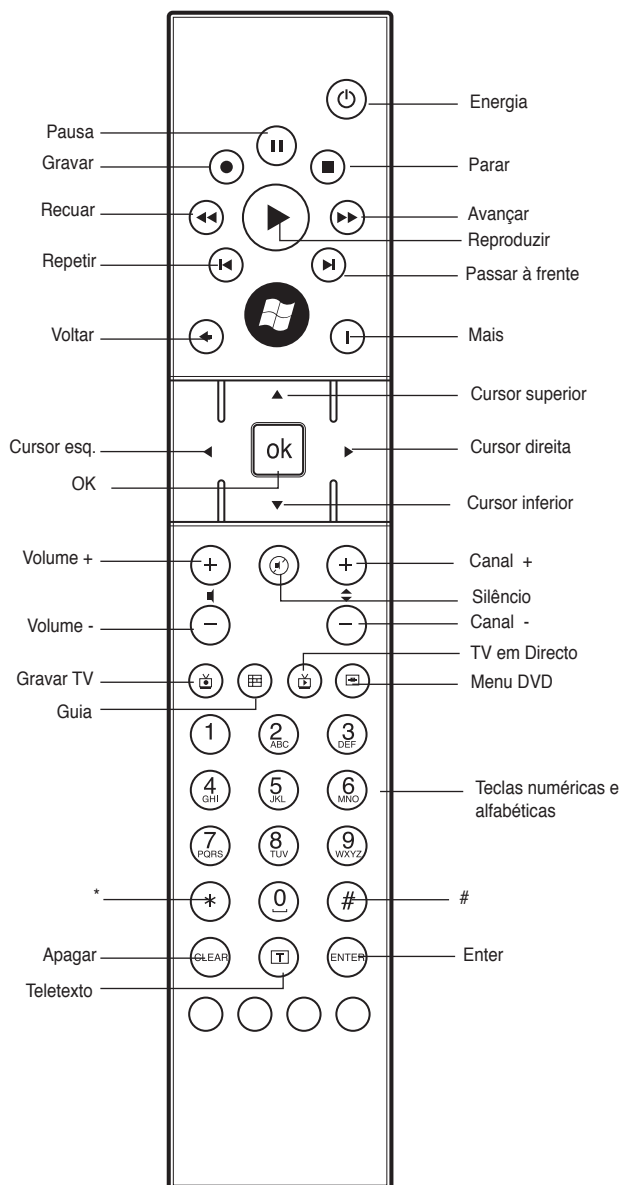 Energia
Pausa
Gravar
Parar
Recuar
Avançar
Reproduzir
Repetir
Passar à frente
Voltar
Mais
Cursor superior
Cursor esq.
ok
Cursor direita
OK
Cursor inferior
Volume +
Canal +
Silêncio
Volume -
Canal -
TV em Directo
Gravar TV
Menu DVD
Guia
1
2 ABC
3 DEF
4 GHI
5 JKL
6 MNO
Teclas numéricas e
alfabéticas
7 PQRS
8 TUV
9 WXYZ
*
* 0 #
#
Apagar
CLEAR
T
ENTER
Enter
Teletexto